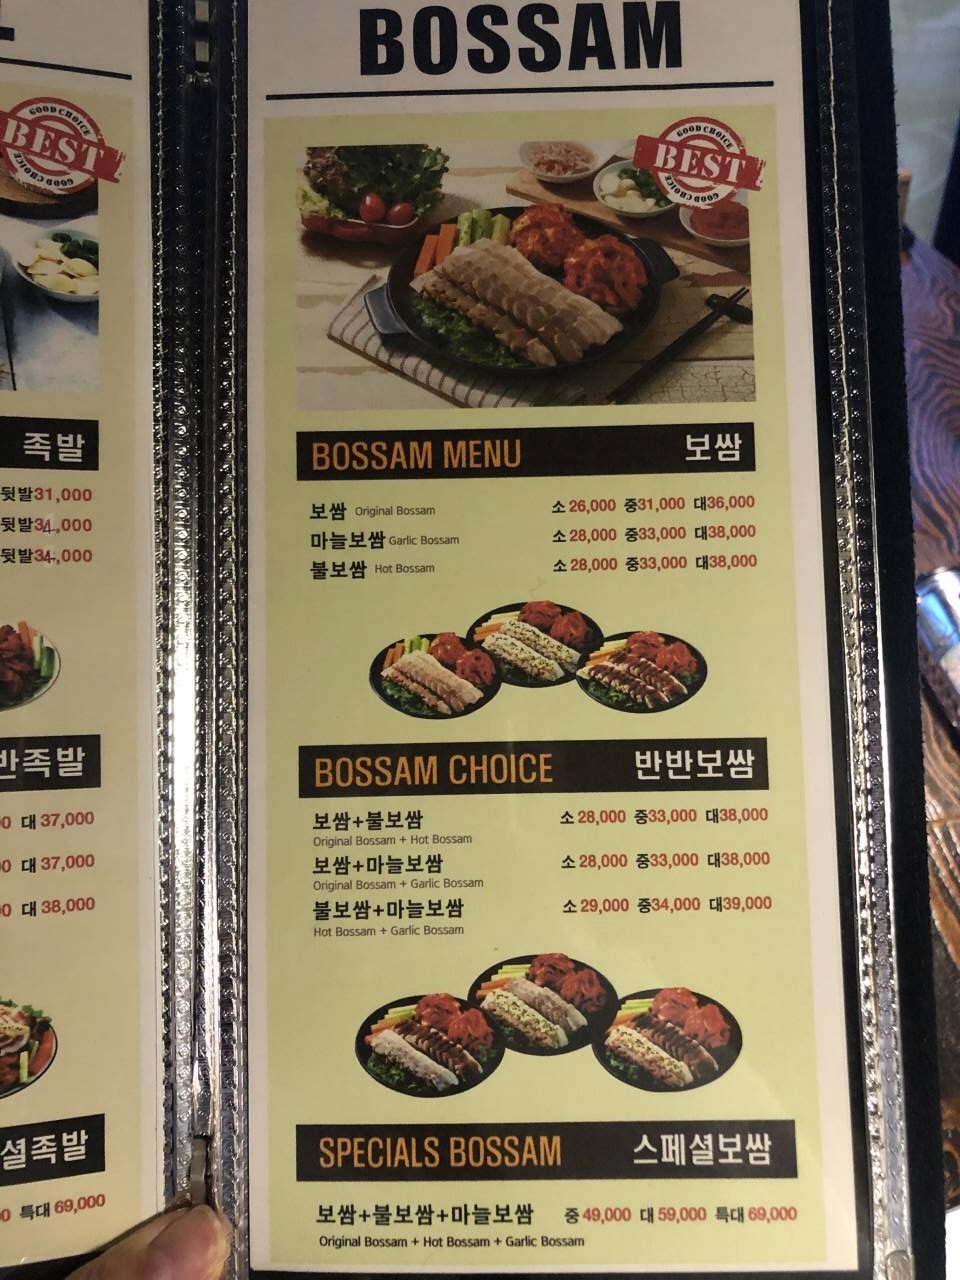 GOOD CHOICE
BEST
GOOD CHOICE
족발
뒷발31,000
뒷발34,000
뒷발34,000
반족발
0 대 37,000
0 대 37,000
0 대 38,000
셜족발
0 특대 69,000
BOSSAM
GOOD CHOICE
BEST
GOOD CHOICE
BOSSAM MENU 보쌈
보쌈 Original Bossam 소 26,000 중31,000 대36,000
마늘보쌈 Garlic Bossam 소 28,000 중33,000 대38,000
불보쌈 Hot Bossam 소 28,000 중33,000 대38,000
BOSSAM CHOICE 반반보쌈
보쌈+불보쌈 소 28,000 중33,000 대38,000
Original Bossam + Hot Bossam
보쌈+마늘보쌈 소 28,000 중33,000 대38,000
Original Bossam + Garlic Bossam
불보쌈+마늘보쌈 소 29,000 중34,000 대39,000
Hot Bossam + Garlic Bossam
SPECIALS BOSSAM 스페셜보쌈
보쌈+불보쌈+마늘보쌈 중 49,000 대 59,000 특대 69,000
Original Bossam + Hot Bossam + Garlic Bossam